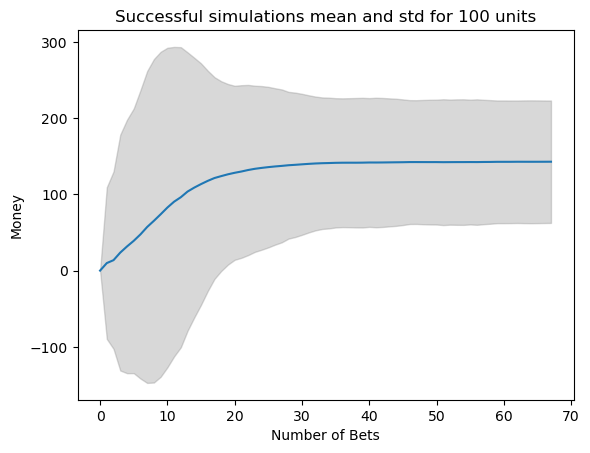 Successful simulations mean and std for 100 units
300
200
100
0
−100
Money
0 10 20 30 40 50 60 70
Number of Bets